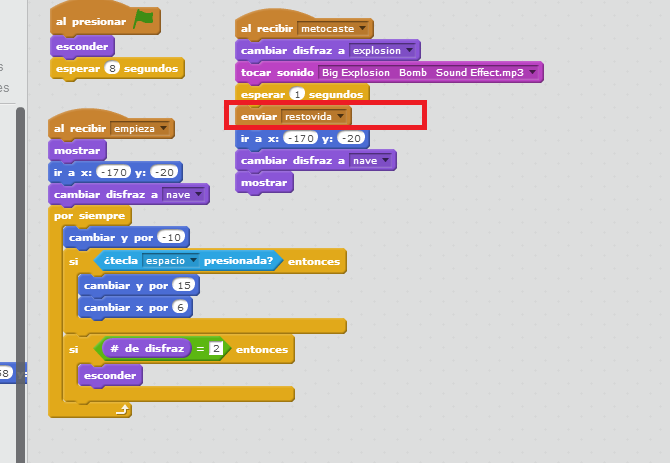 al presionar
esconder
esperar 8 segundos
al recibir empieza
mostrar
ir a x: -170 y: -20
cambiar disfraz a nave
por siempre
cambiar y por -10
si ¿tecla espacio presionada? entonces
cambiar y por 15
cambiar x por 6
si # de disfraz = 2 entonces
esconder
al recibir metocaste
cambiar disfraz a explosion
tocar sonido Big Explosion Bomb Sound Effect.mp3
esperar 1 segundos
enviar restovida
ir a x: -170 y: -20
cambiar disfraz a nave
mostrar